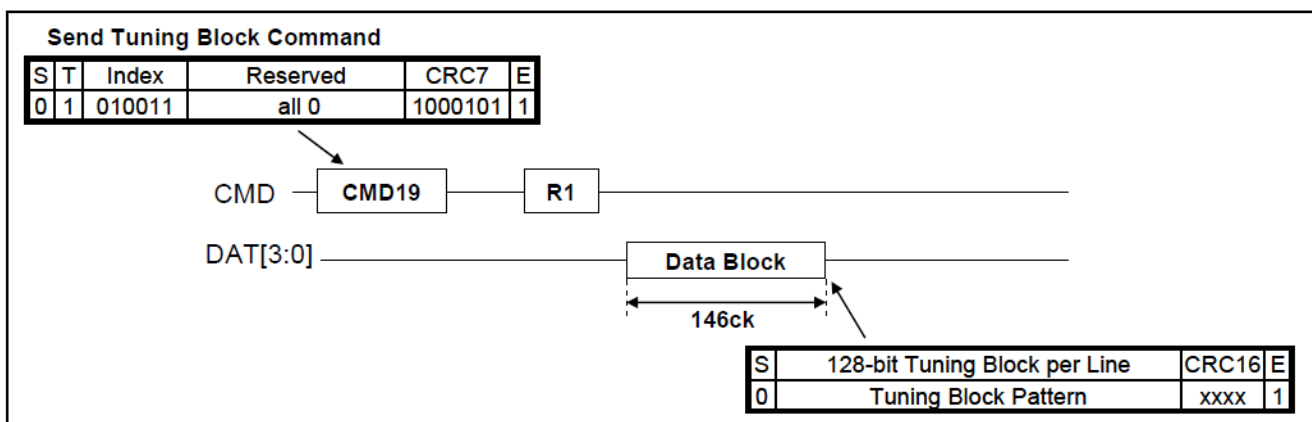 Send Tuning Block Command
S T Index Reserved CRC7 E
0 1 010011 all 0 1000101 1
CMD CMD19 R1
DAT[3:0] Data Block
146ck
S 128-bit Tuning Block per Line CRC16 E
0 Tuning Block Pattern xxxx 1